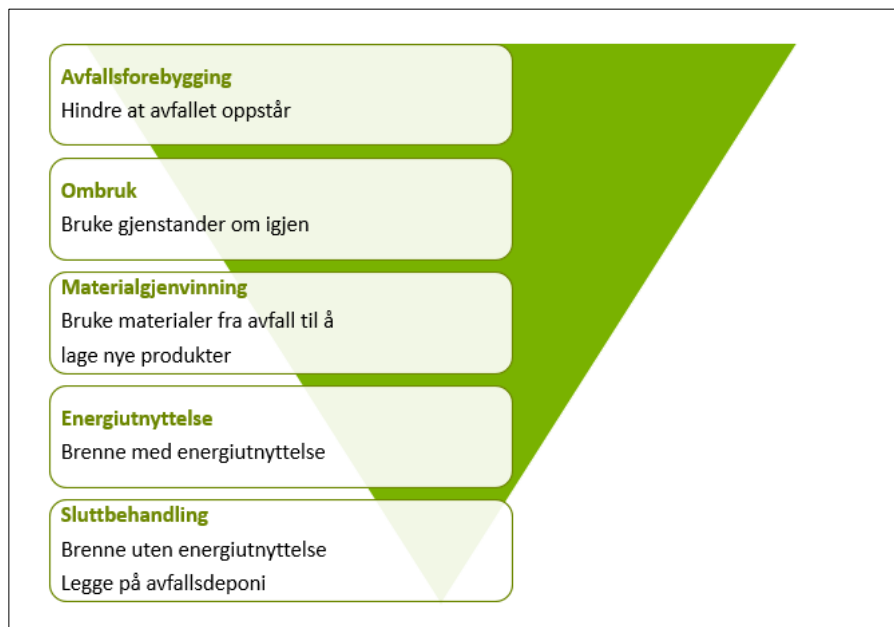 Avfallsforebygging
Hindre at avfallet oppstår
Ombruk
Bruke gjenstander om igjen
Materialgjenvinning
Bruke materialer fra avfall til å
lage nye produkter
Energiutnyttelse
Brenne med energiutnyttelse
Sluttbehandling
Brenne uten energiutnyttelse
Legge på avfallsdeponi